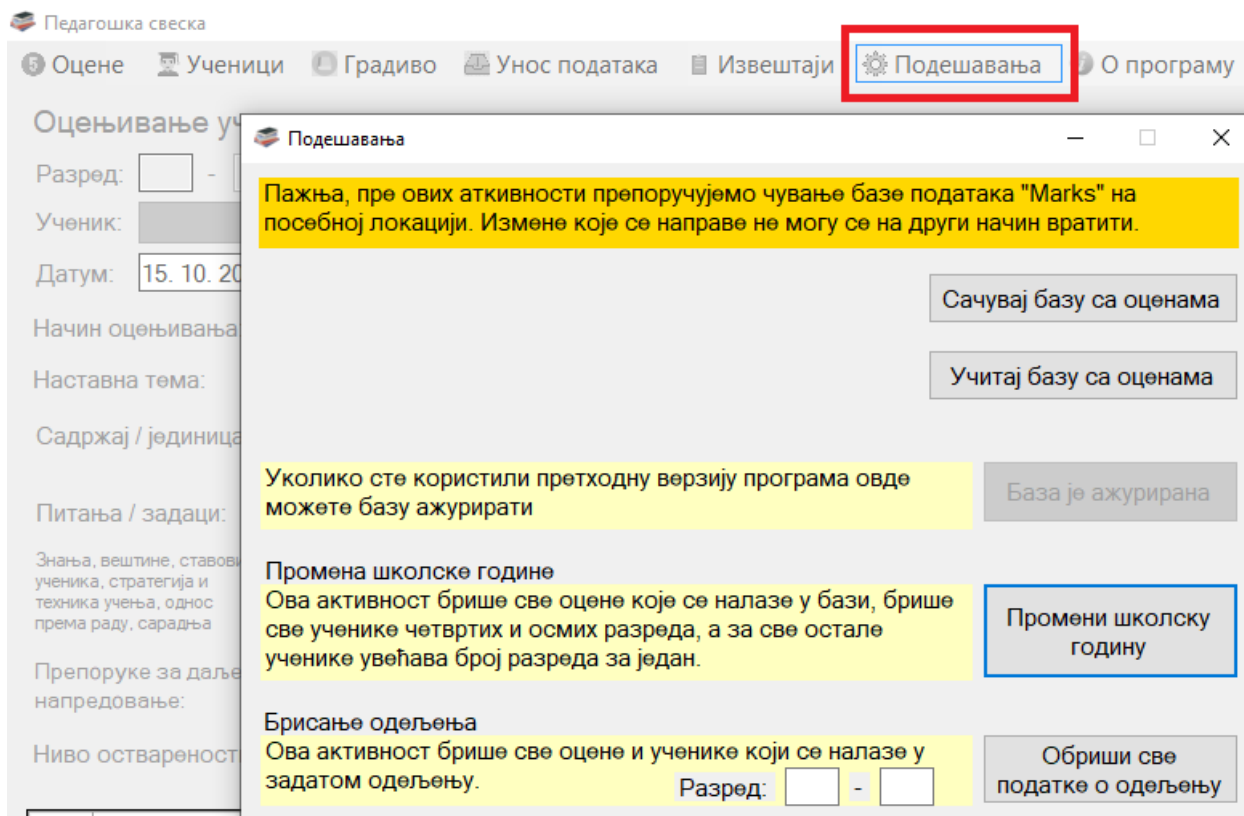 Педагошка свеска
Оцене Ученици Градиво Унос података Извештаји Подешавања О програму
Оцењивање
Разред: -
Ученик:
Датум: 15. 10. 20
Начин оцењивања:
Наставна тема:
Садржај / јединица
Питања / задаци:
Знања, вештине, ставови
ученика, стратегија и
техника учења, однос
према раду, сарадња
Препоруке за даље
напредовање:
Ниво
Подешавања
Пажња, пре ових аткивности препоручујемо чување базе података "Marks" на
посебној локацији. Измене које се направе не могу се на други начин вратити.
Сачувај базу са оценама
Учитај базу са оценама
Уколико сте користили претходну верзију програма овде
можете базу ажурирати
База је ажурирана
Промена школске године
Ова активност брише све оцене које се налазе у бази, брише
све ученике четвртих и осмих разреда, а за све остале
ученике увећава број разреда за један.
Промени школску
годину
Брисање одељења
Ова активност брише све оцене и ученике који се налазе у
задатом одељењу.
Разред: -
Обриши све
податке о одељењу